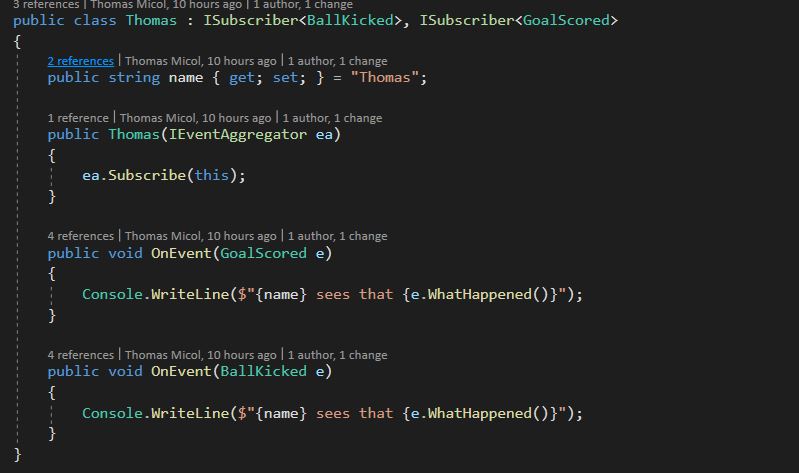 3 references | Thomas Micol, 10 hours ago | 1 author, 1 change
public class Thomas : ISubscriber<BallKicked>, ISubscriber<GoalScored>
{
2 references | Thomas Micol, 10 hours ago | 1 author, 1 change
public string name { get; set; } = "Thomas";
1 reference | Thomas Micol, 10 hours ago | 1 author, 1 change
public Thomas(IEventAggregator ea)
{
ea.Subscribe(this);
}
4 references | Thomas Micol, 10 hours ago | 1 author, 1 change
public void OnEvent(GoalScored e)
{
Console.WriteLine($"{name} sees that {e.WhatHappened()}");
}
4 references | Thomas Micol, 10 hours ago | 1 author, 1 change
public void OnEvent(BallKicked e)
{
Console.WriteLine($"{name} sees that {e.WhatHappened()}");
}
}